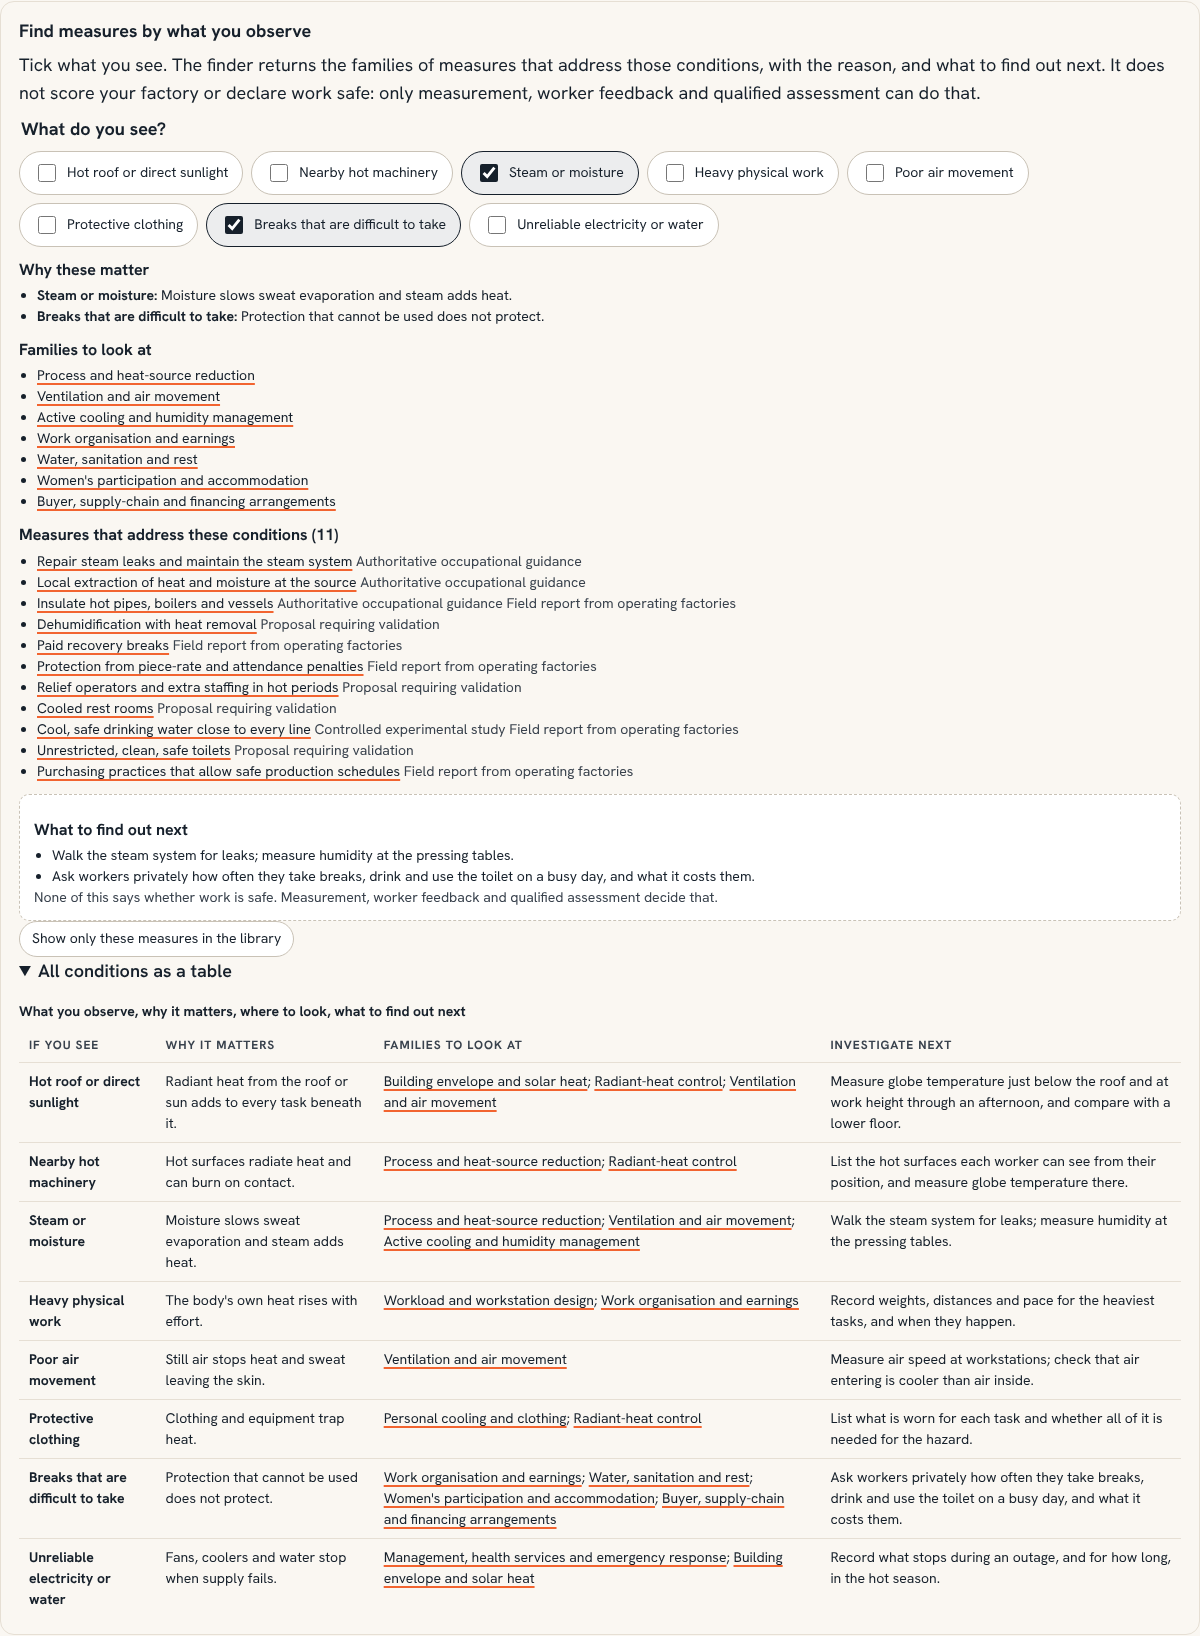 Find measures by what you observe
Tick what you see. The finder returns the families of measures that address those conditions, with the reason, and what to find out next. It does
not score your factory or declare work safe: only measurement, worker feedback and qualified assessment can do that.
What do you see?
Hot roof or direct sunlight
Nearby hot machinery
Steam or moisture
Heavy physical work
Poor air movement
Protective clothing
Breaks that are difficult to take
Unreliable electricity or water
Why these matter
• Steam or moisture: Moisture slows sweat evaporation and steam adds heat.
• Breaks that are difficult to take: Protection that cannot be used does not protect.
Families to look at
• Process and heat-source reduction
• Ventilation and air movement
• Active cooling and humidity management
• Work organisation and earnings
• Water, sanitation and rest
• Women's participation and accommodation
• Buyer, supply-chain and financing arrangements
Measures that address these conditions (11)
• Repair steam leaks and maintain the steam system Authoritative occupational guidance
• Local extraction of heat and moisture at the source Authoritative occupational guidance
• Insulate hot pipes, boilers and vessels Authoritative occupational guidance Field report from operating factories
• Dehumidification with heat removal Proposal requiring validation
• Paid recovery breaks Field report from operating factories
• Protection from piece-rate and attendance penalties Field report from operating factories
• Relief operators and extra staffing in hot periods Proposal requiring validation
• Cooled rest rooms Proposal requiring validation
• Cool, safe drinking water close to every line Controlled experimental study Field report from operating factories
• Unrestricted, clean, safe toilets Proposal requiring validation
• Purchasing practices that allow safe production schedules Field report from operating factories
What to find out next
• Walk the steam system for leaks; measure humidity at the pressing tables.
• Ask workers privately how often they take breaks, drink and use the toilet on a busy day, and what it costs them.
None of this says whether work is safe. Measurement, worker feedback and qualified assessment decide that.
Show only these measures in the library
▼ All conditions as a table
What you observe, why it matters, where to look, what to find out next
IF YOU SEE
WHY IT MATTERS
FAMILIES TO LOOK AT
INVESTIGATE NEXT
Hot roof or direct
sunlight
Radiant heat from the roof or
sun adds to every task beneath
it.
Building envelope and solar heat; Radiant-heat control; Ventilation
and air movement
Measure globe temperature just below the roof and at
work height through an afternoon, and compare with a
lower floor.
Nearby hot
machinery
Hot surfaces radiate heat and
can burn on contact.
Process and heat-source reduction; Radiant-heat control
List the hot surfaces each worker can see from their
position, and measure globe temperature there.
Steam or
moisture
Moisture slows sweat
evaporation and steam adds
heat.
Process and heat-source reduction; Ventilation and air movement;
Active cooling and humidity management
Walk the steam system for leaks; measure humidity at
the pressing tables.
Heavy physical
work
The body's own heat rises with
effort.
Workload and workstation design; Work organisation and earnings
Record weights, distances and pace for the heaviest
tasks, and when they happen.
Poor air
movement
Still air stops heat and sweat
leaving the skin.
Ventilation and air movement
Measure air speed at workstations; check that air
entering is cooler than air inside.
Protective
clothing
Clothing and equipment trap
heat.
Personal cooling and clothing; Radiant-heat control
List what is worn for each task and whether all of it is
needed for the hazard.
Breaks that are
difficult to take
Protection that cannot be used
does not protect.
Work organisation and earnings; Water, sanitation and rest;
Women's participation and accommodation; Buyer, supply-chain
and financing arrangements
Ask workers privately how often they take breaks,
drink and use the toilet on a busy day, and what it
costs them.
Unreliable
electricity or
water
Fans, coolers and water stop
when supply fails.
Management, health services and emergency response; Building
envelope and solar heat
Record what stops during an outage, and for how long,
in the hot season.